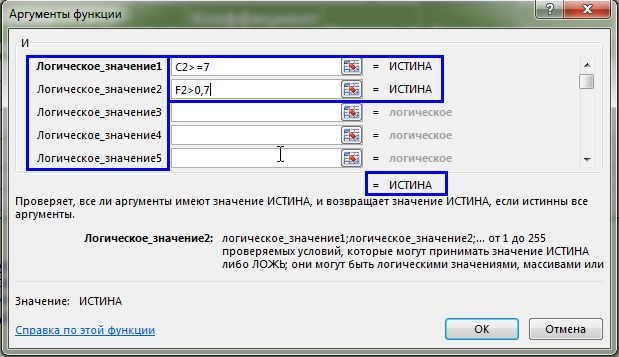 Аргументы функции
И
Логическое_значение1 C2>=7 = ИСТИНА
Логическое_значение2 F2>0,7 = ИСТИНА
Логическое_значение3 = логическое
Логическое_значение4 = логическое
Логическое_значение5 = логическое
= ИСТИНА
Проверяет, все ли аргументы имеют значение ИСТИНА, и возвращает значение ИСТИНА, если истинны все
аргументы.
Логическое_значение2: логическое_значение1;логическое_значение2;... от 1 до 255
проверяемых условий, которые могут принимать значение ИСТИНА
либо ЛОЖЬ; они могут быть логическими значениями, массивами или
Значение: ИСТИНА
Справка по этой функции
ОК
Отмена